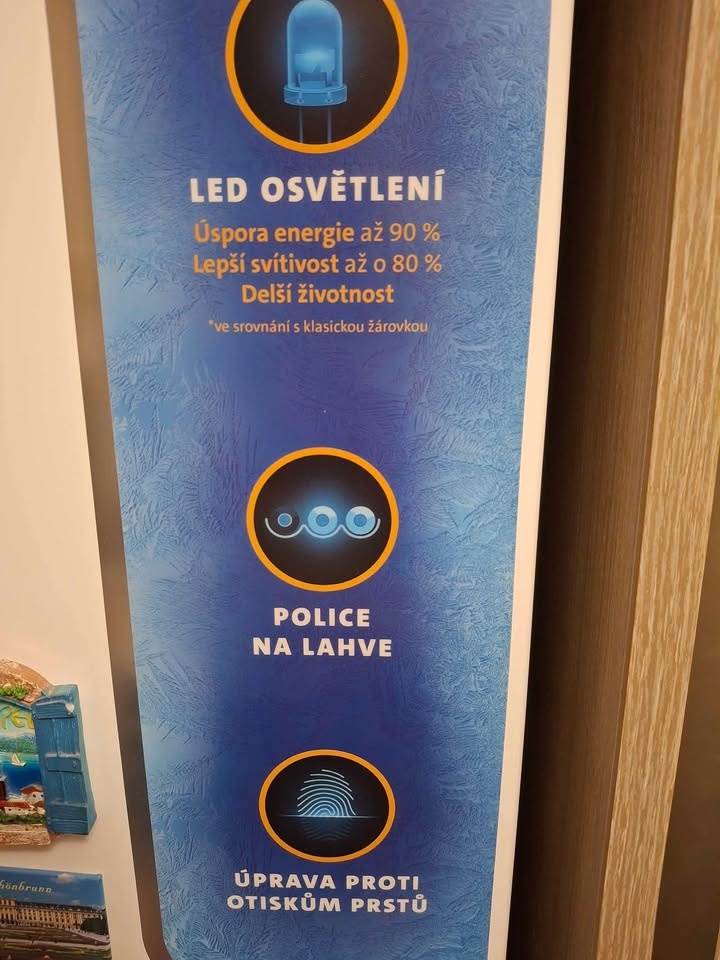 LED OSVĚTLENÍ
Úspora energie až 90 %
Lepší svítivost až o 80 %
Delší životnost
*ve srovnání s klasickou žárovkou
POLICE
NA LAHVE
ÚPRAVA PROTI
OTISKŮM PRSTŮ